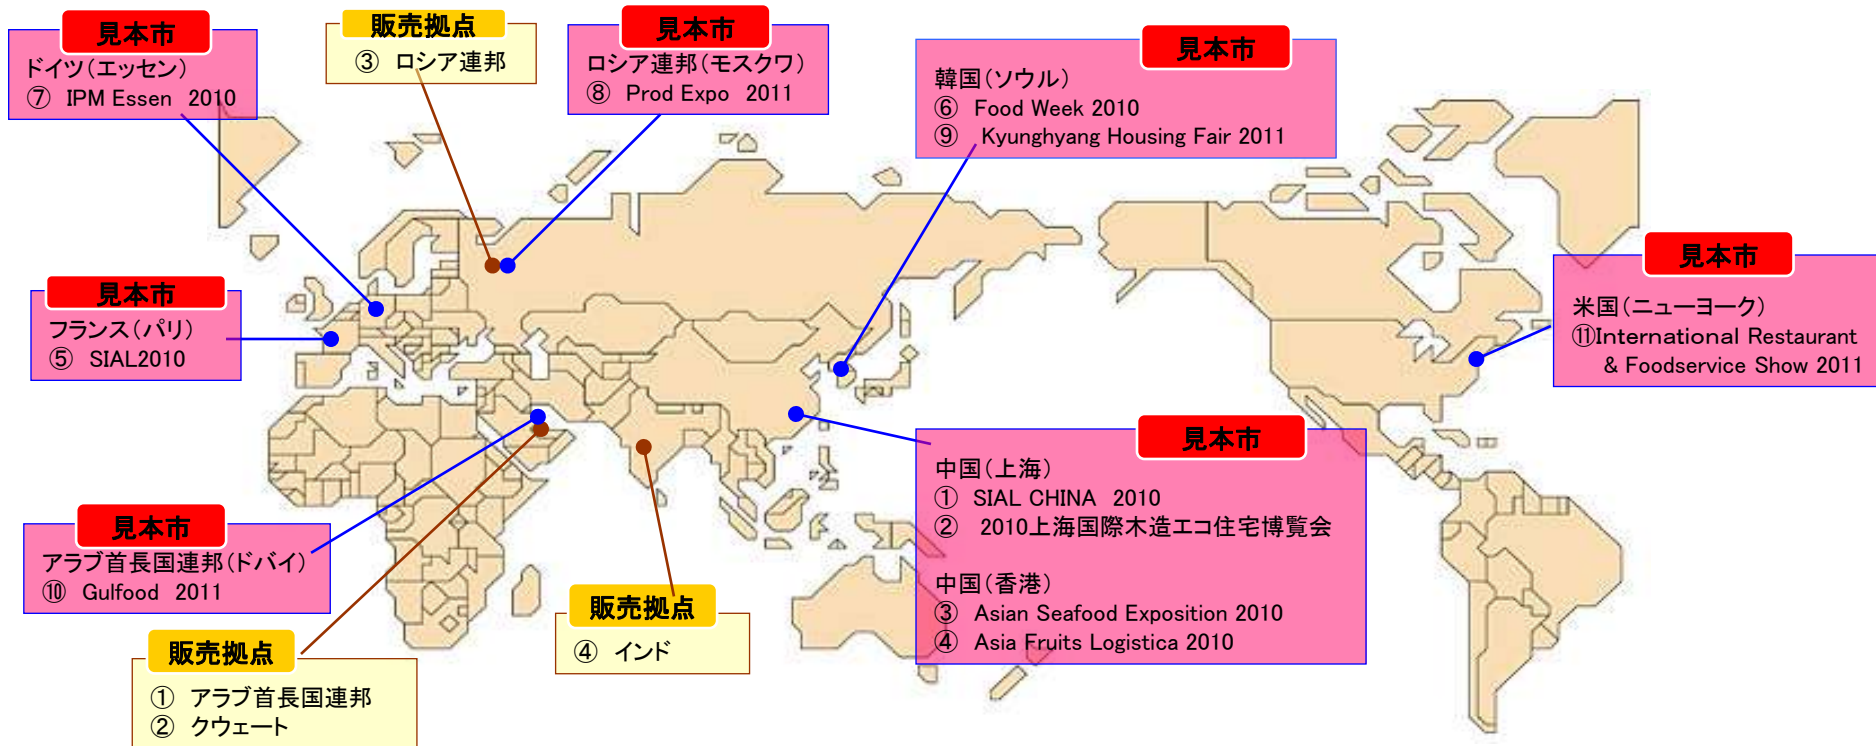 見本市
ドイツ(エッセン)
⑦ IPM Essen 2010
販売拠点
③ ロシア連邦
見本市
ロシア連邦(モスクワ)
⑧ Prod Expo 2011
見本市
韓国(ソウル)
⑥ Food Week 2010
⑨ Kyunghyang Housing Fair 2011
見本市
米国(ニューヨーク)
⑪International Restaurant
& Foodservice Show 2011
見本市
フランス(パリ)
⑤ SIAL2010
見本市
中国(上海)
① SIAL CHINA 2010
② 2010上海国際木造エコ住宅博覧会
中国(香港)
③ Asian Seafood Exposition 2010
④ Asia Fruits Logistica 2010
見本市
アラブ首長国連邦(ドバイ)
⑩ Gulfood 2011
販売拠点
④ インド
販売拠点
① アラブ首長国連邦
② クウェート